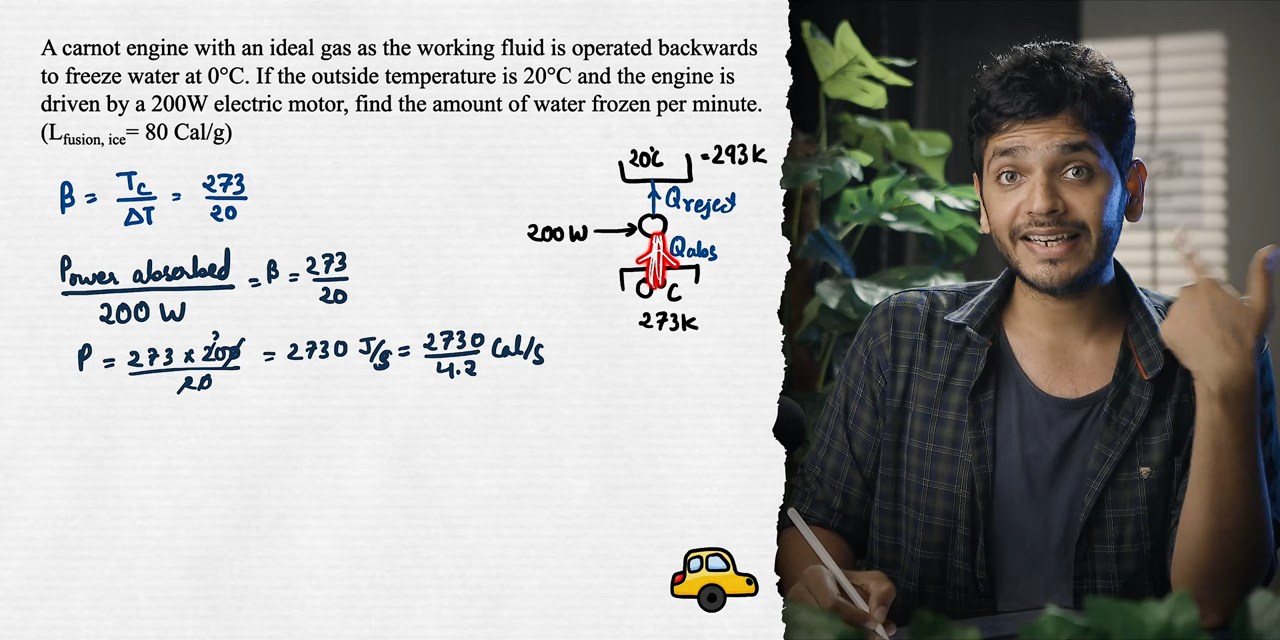 A carnot engine with an ideal gas as the working fluid is operated backwards
to freeze water at 0°C. If the outside temperature is 20°C and the engine is
driven by a 200W electric motor, find the amount of water frozen per minute.
(Lfusion, ice= 80 Cal/g)
β = Tc/ΔT = 273/20
Power absorbed/200 W = β = 273/20
P = 273 x 200/20 = 2730 J/s = 2730/4.2 Cal/s
20°C = 293K
Qreject
200W
Qabs
0°C
273K